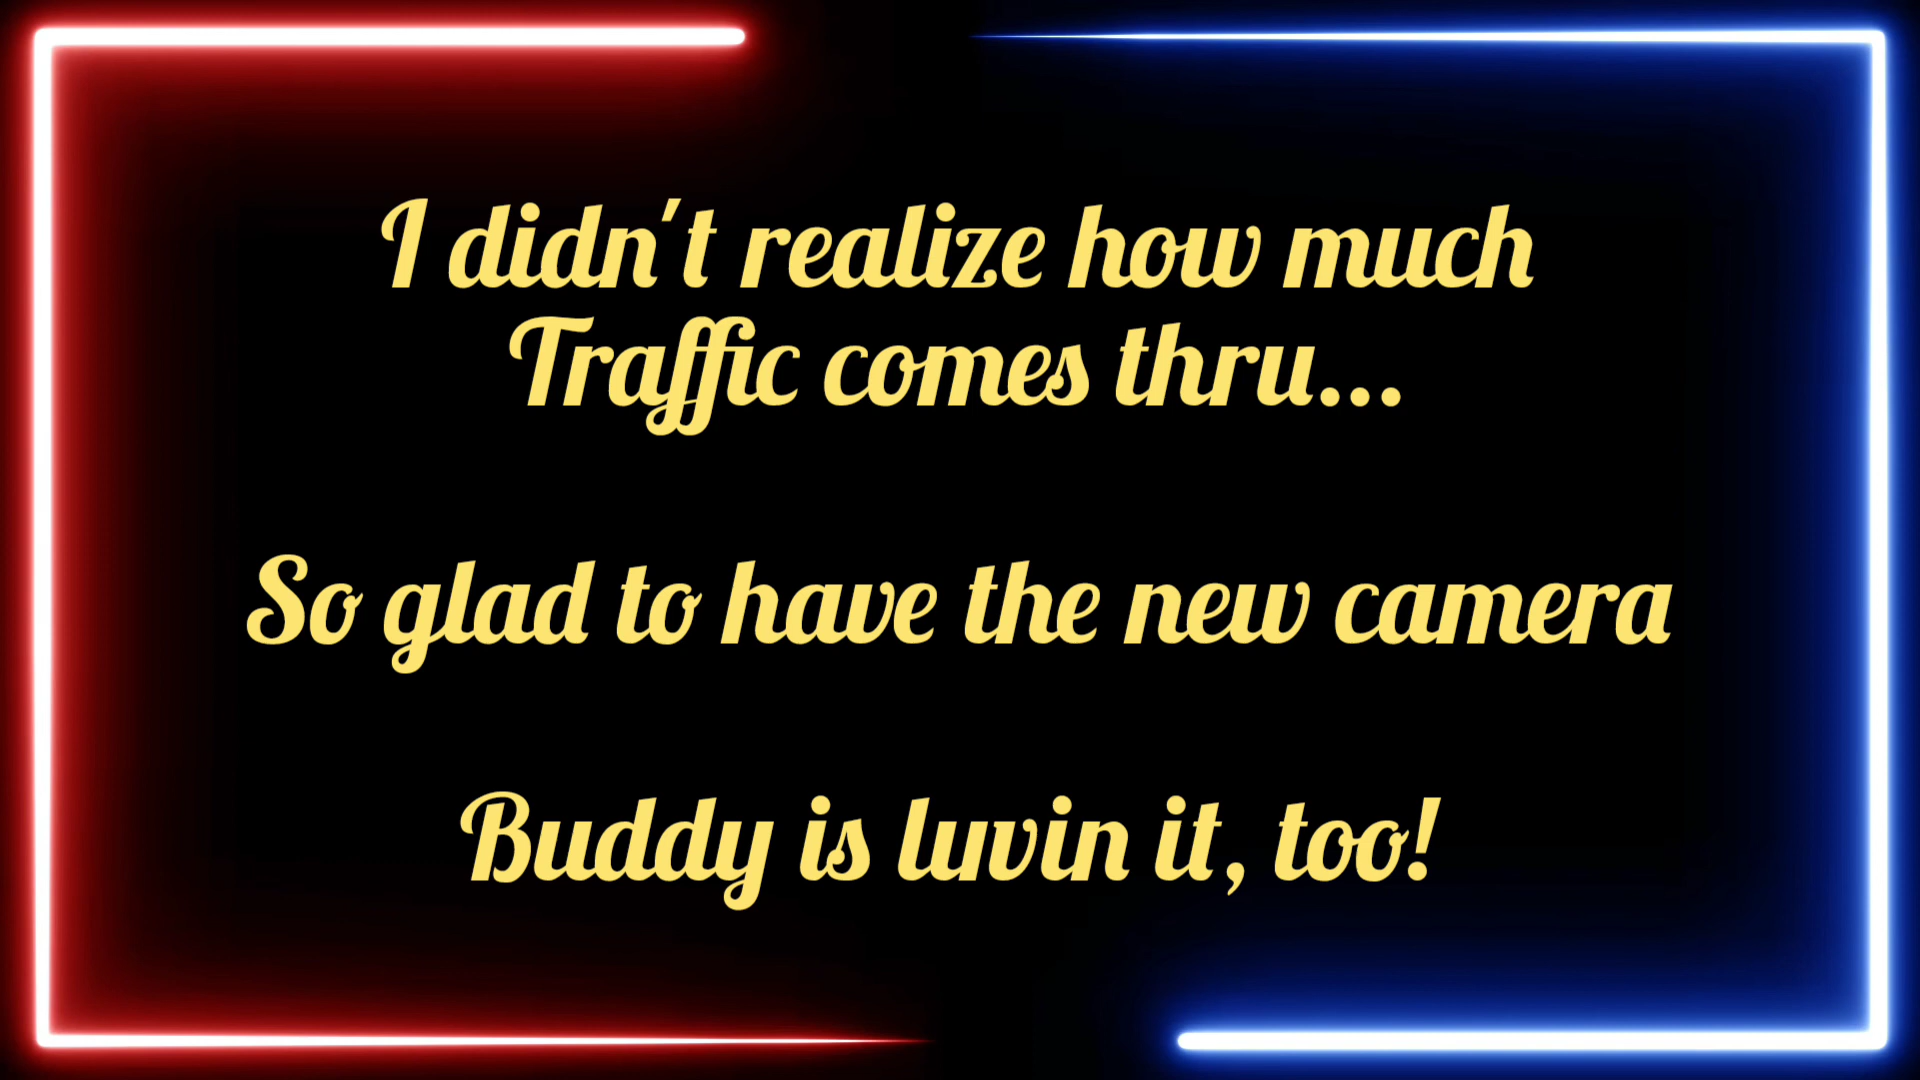 I didn't realize how much
Traffic comes thru...
So glad to have the new camera
Buddy is luvin it, too!